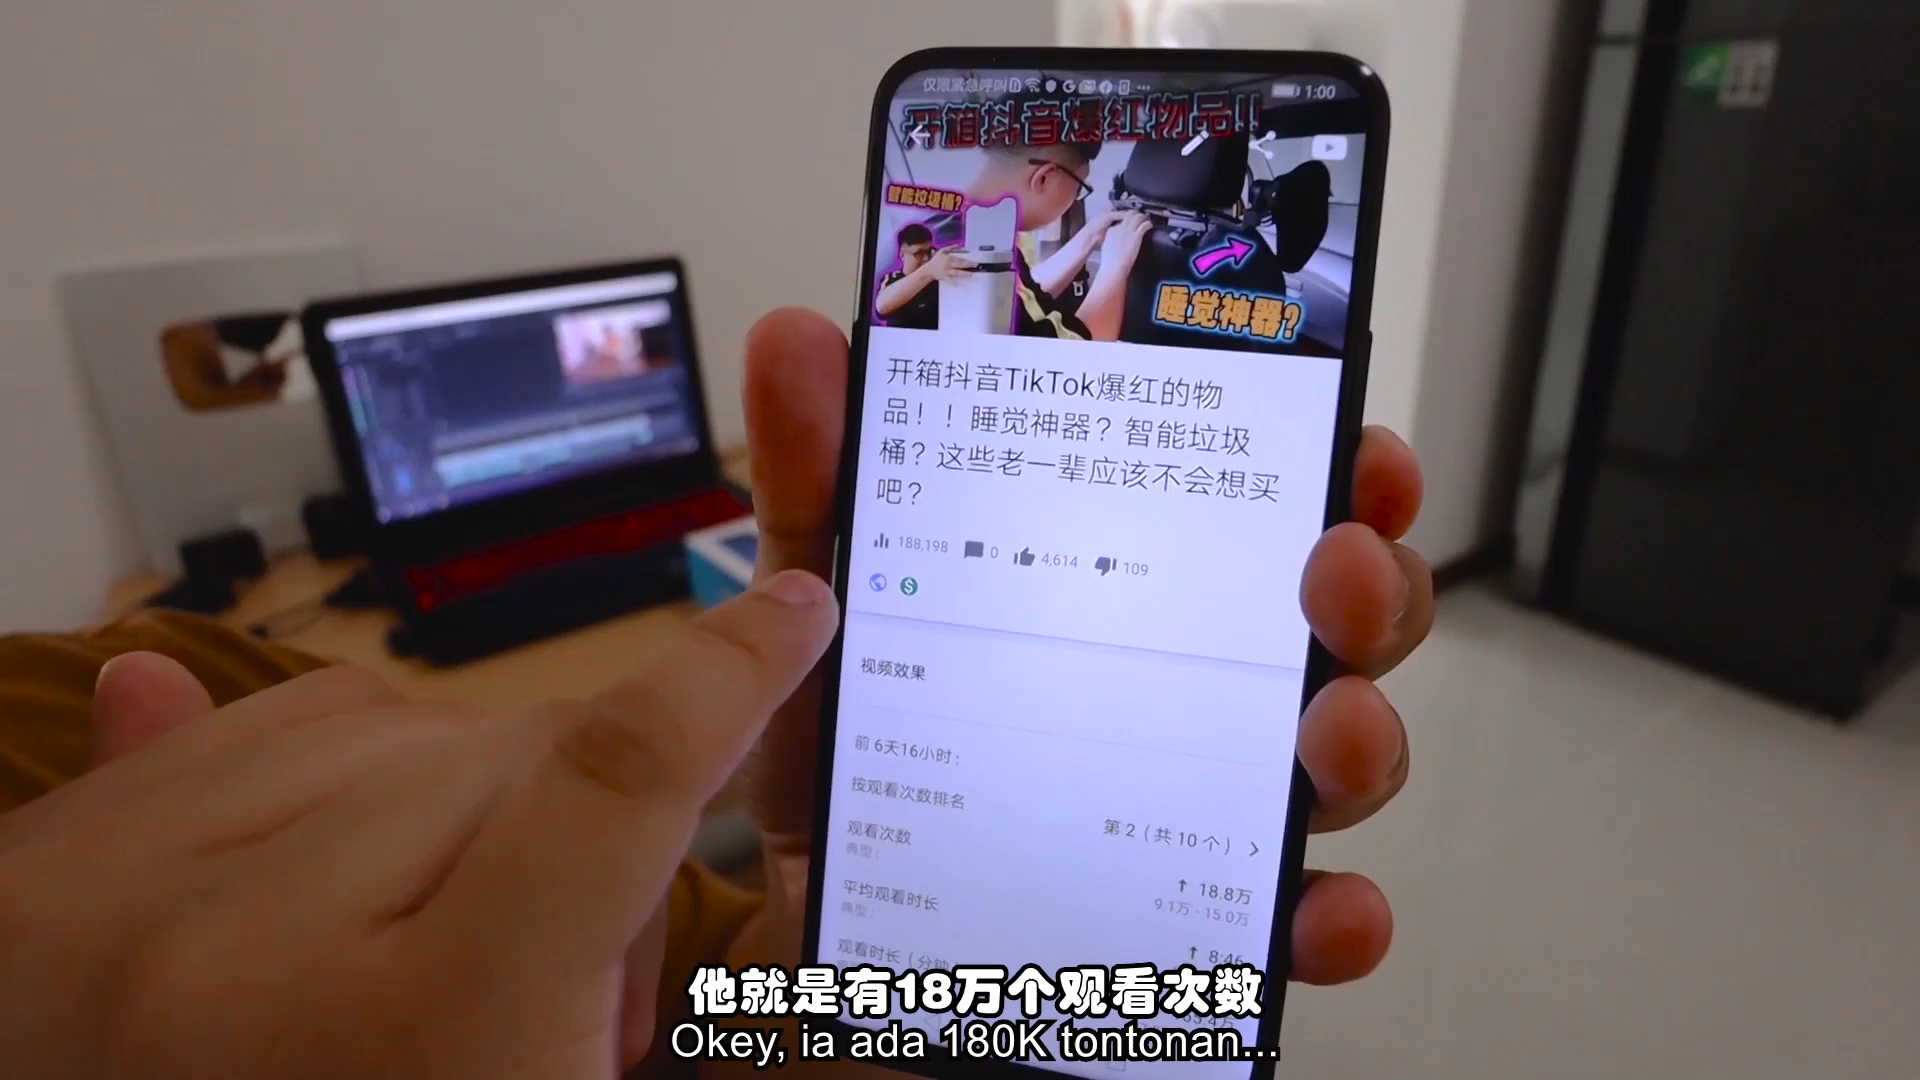 仅限紧急呼叫
1:00
开箱抖音爆红物品!!
智能垃圾桶?
睡觉神器?
开箱抖音TikTok爆红的物
品！！睡觉神器？智能垃圾
桶？这些老一辈应该不会想买
吧？
188,198 0 4,614 109
视频效果
前 6天16小时：
按观看次数排名
第 2（共 10 个）
观看次数
↑ 18.8万
典型：
9.1万 - 15.0万
平均观看时长
↑ 8:46
典型：
观看时长（分钟
他就是有18万个观看次数
Okey, ia ada 180K tontonan...